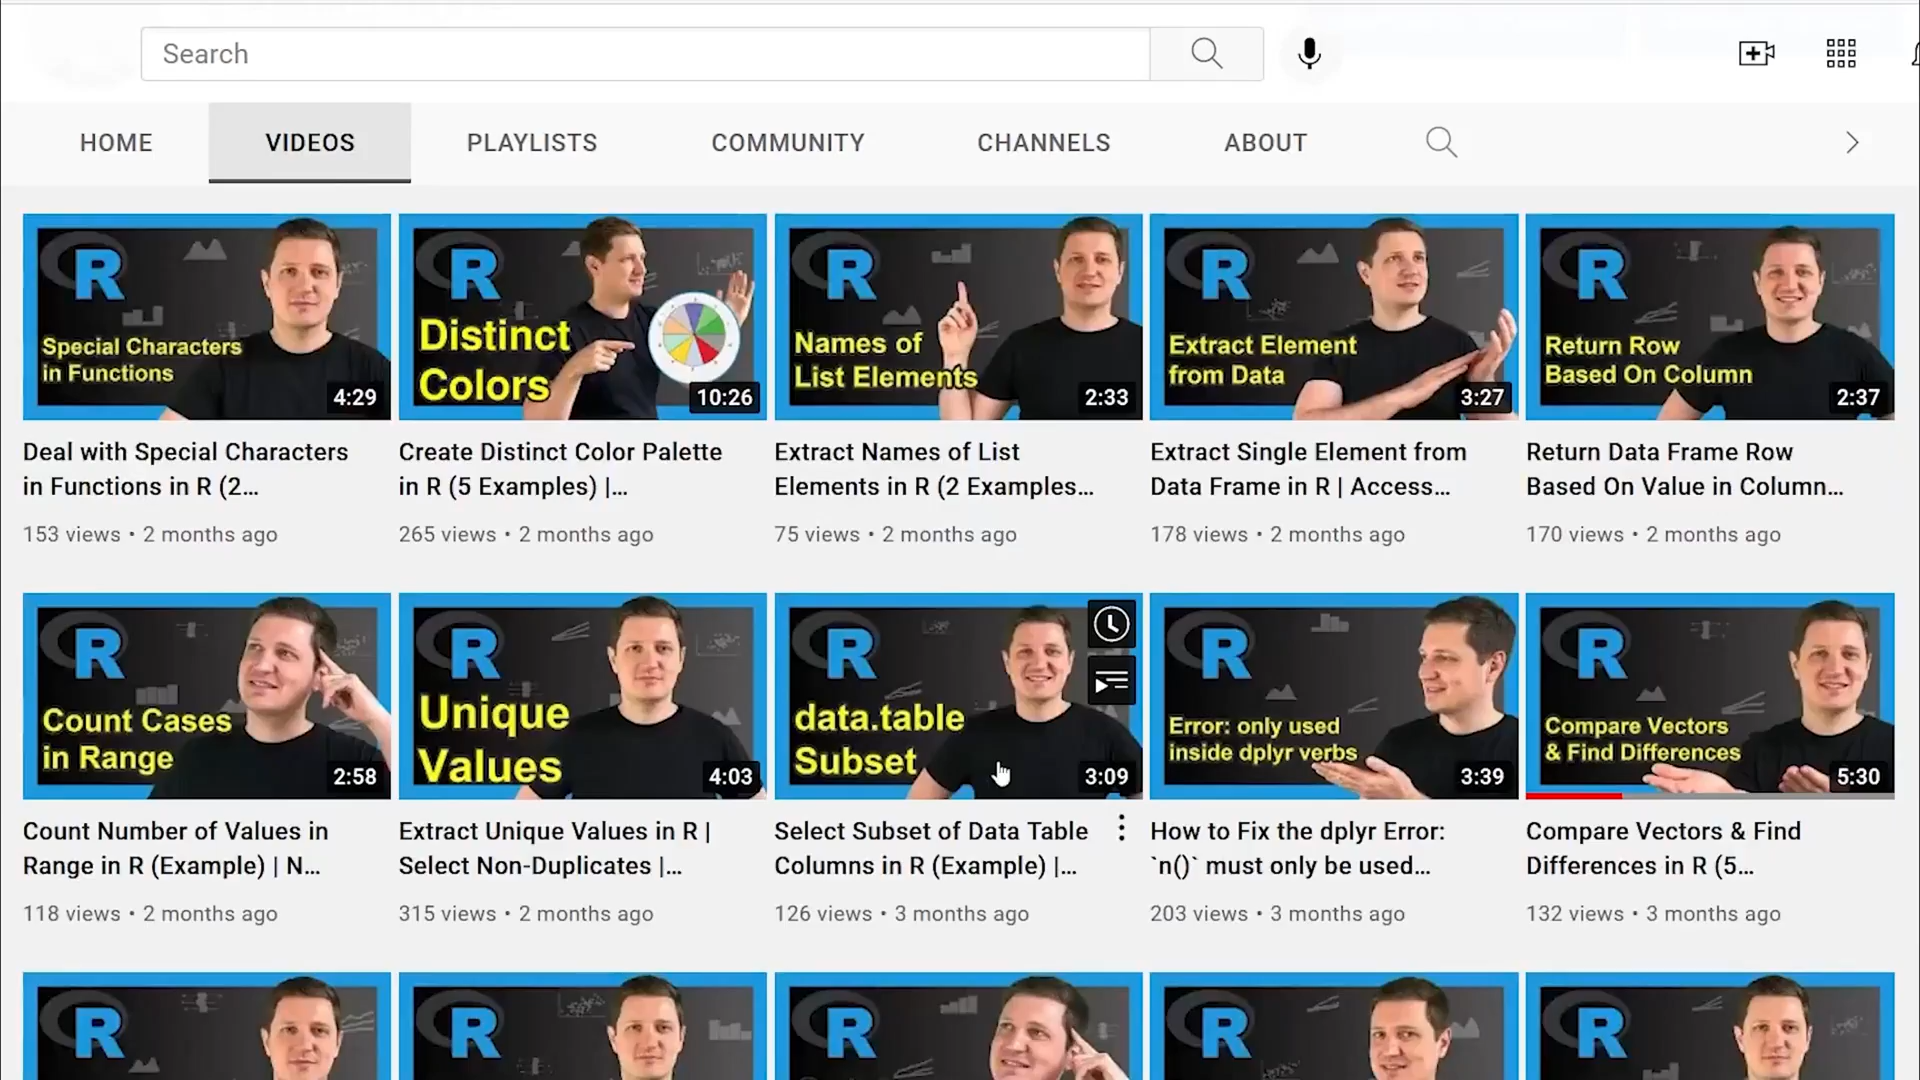 Search
HOME
VIDEOS
PLAYLISTS
COMMUNITY
CHANNELS
ABOUT
R
Special Characters
in Functions
4:29
R
Distinct
Colors
10:26
R
Names of
List Elements
2:33
R
Extract Element
from Data
3:27
R
Return Row
Based On Column
2:37
Deal with Special Characters
in Functions in R (2...
153 views • 2 months ago
Create Distinct Color Palette
in R (5 Examples) |...
265 views • 2 months ago
Extract Names of List
Elements in R (2 Examples...
75 views • 2 months ago
Extract Single Element from
Data Frame in R | Access...
178 views • 2 months ago
Return Data Frame Row
Based On Value in Column...
170 views • 2 months ago
R
Count Cases
in Range
2:58
R
Unique
Values
4:03
R
data.table
Subset
3:09
R
Error: only used
inside dplyr verbs
3:39
R
Compare Vectors
& Find Differences
5:30
Count Number of Values in
Range in R (Example) | N...
118 views • 2 months ago
Extract Unique Values in R |
Select Non-Duplicates |...
315 views • 2 months ago
Select Subset of Data Table
Columns in R (Example) |...
126 views • 3 months ago
How to Fix the dplyr Error:
`n()` must only be used...
203 views • 3 months ago
Compare Vectors & Find
Differences in R (5...
132 views • 3 months ago
R
R
R
R
R